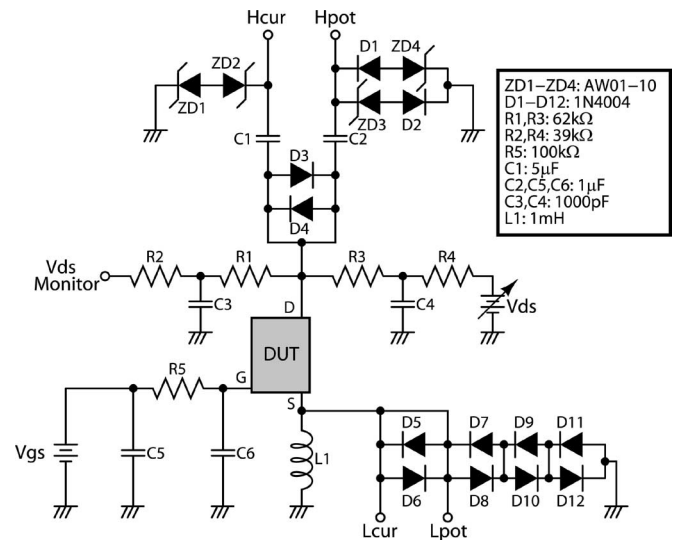 Hcur
Hpot
D1
ZD4
ZD2
ZD1
ZD3
D2
C1
C2
D3
D4
ZD1-ZD4: AW01-10
D1-D12: 1N4004
R1,R3: 62kΩ
R2,R4: 39kΩ
R5: 100kΩ
C1: 5µF
C2,C5,C6: 1µF
C3,C4: 1000pF
L1: 1mH
Vds
Monitor
R2
R1
R3
R4
C3
C4
Vds
D
DUT
G
S
R5
Vgs
C5
C6
L1
D5
D7
D9
D11
D6
D8
D10
D12
Lcur
Lpot